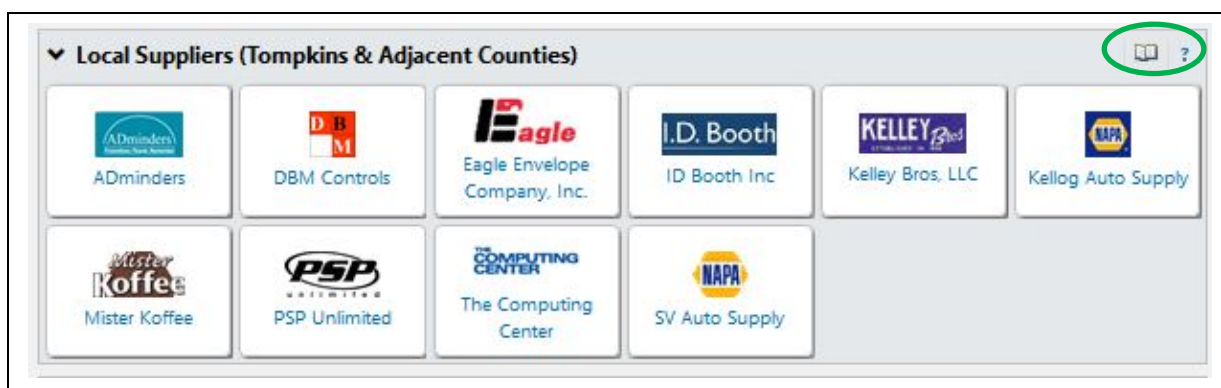 Local Suppliers (Tompkins & Adjacent Counties)
?
ADminders
ADminders
D B
M
DBM Controls
Eagle
Eagle Envelope
Company, Inc.
I.D. Booth
ID Booth Inc
KELLEY Bros
Kelley Bros, LLC
NAPA
Kellog Auto Supply
Mister
Koffee
Mister Koffee
PSP
unlimited
PSP Unlimited
THE
COMPUTING
CENTER
The Computing
Center
NAPA
SV Auto Supply